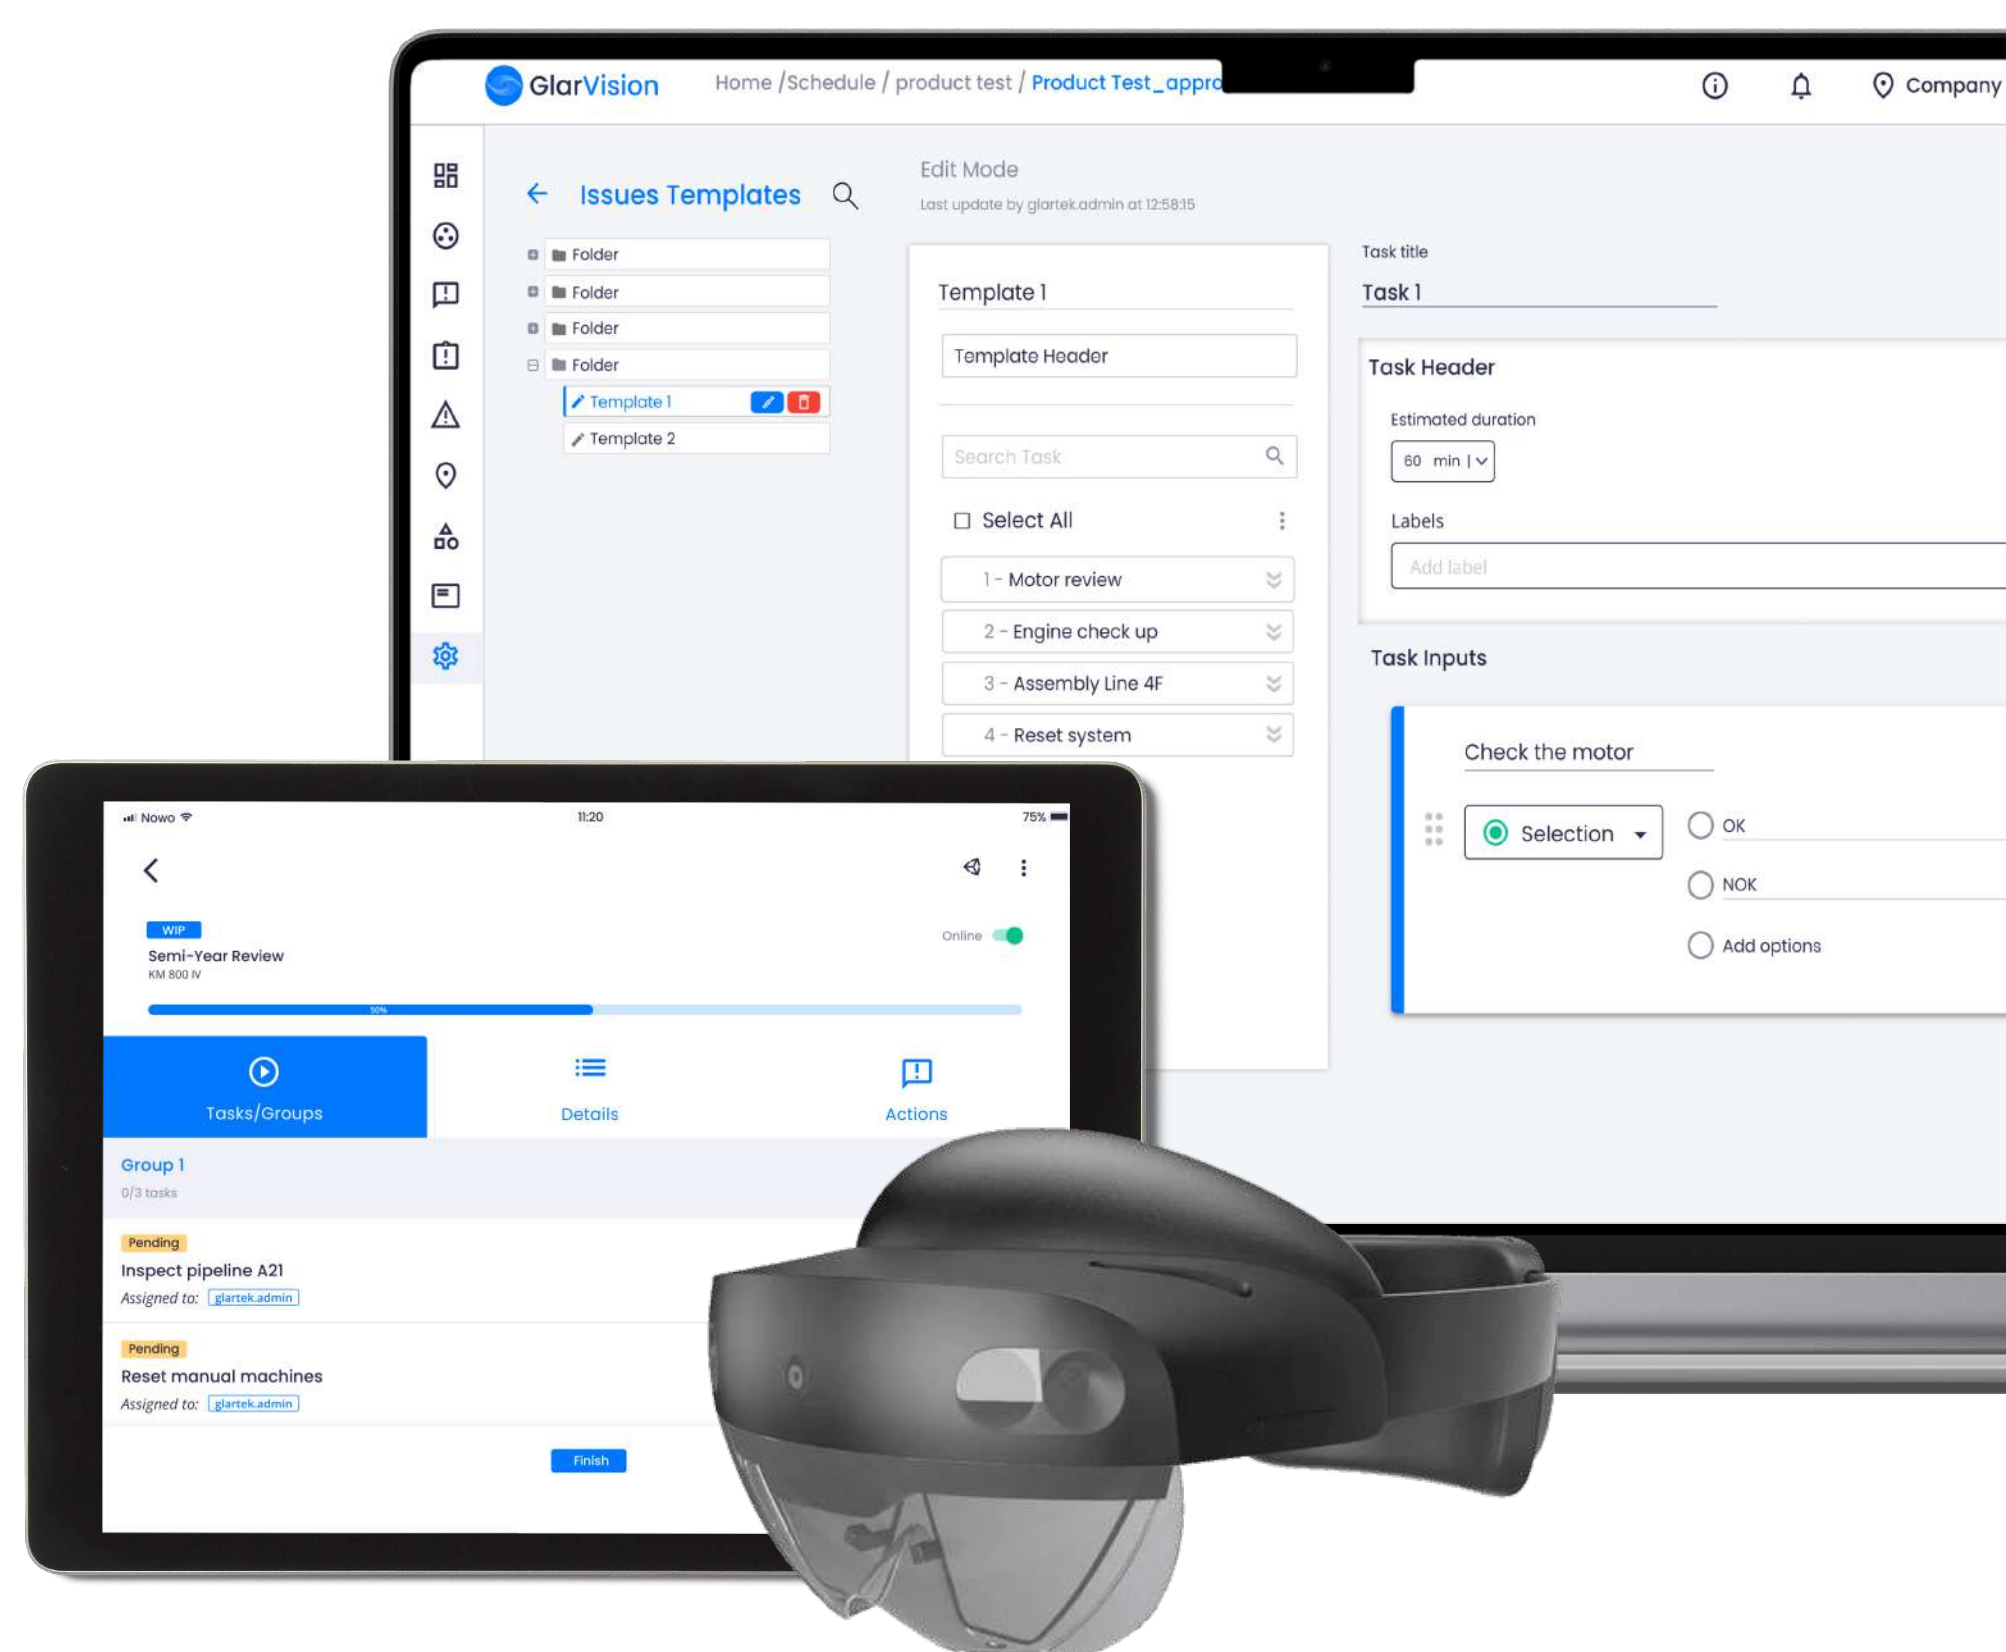 GlarVision
Home /Schedule / product test / Product Test_appro
Company
Issues Templates
Edit Mode
Last update by glartek.admin at 12:58:15
Folder
Folder
Folder
Folder
Template 1
Template 2
Template 1
Template Header
Search Task
Select All
1 - Motor review
2 - Engine check up
3 - Assembly Line 4F
4 - Reset system
Task title
Task 1
Task Header
Estimated duration
60 min
Labels
Add label
Task Inputs
Check the motor
Selection
OK
NOK
Add options
Nowo
11:20
75%
WIP
Semi-Year Review
KM 800 IV
Online
50%
Tasks/Groups
Details
Actions
Group 1
0/3 tasks
Pending
Inspect pipeline A21
Assigned to: glartek.admin
Pending
Reset manual machines
Assigned to: glartek.admin
Finish